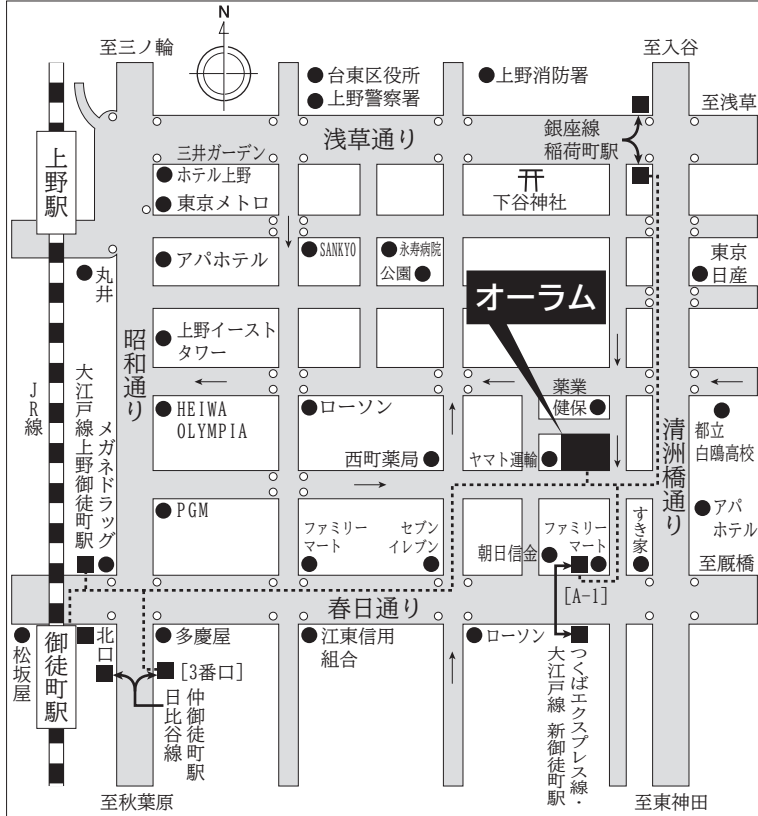 N
至三ノ輪
至入谷
台東区役所
上野警察署
上野消防署
至浅草
銀座線
稲荷町駅
浅草通り
上野駅
三井ガーデン
ホテル上野
東京メトロ
下谷神社
アパホテル
SANKYO
永寿病院
公園
東京
日産
丸井
オーラム
昭和通り
上野イースト
タワー
JR線
大江戸線上野御徒町駅
メガネドラッグ
HEIWA
OLYMPIA
ローソン
薬業
健保
清洲橋通り
都立
白鴎高校
西町薬局
ヤマト運輸
PGM
ファミリー
マート
セブン
イレブン
朝日信金
ファミリー
マート
すき家
アパ
ホテル
至厩橋
[A-1]
春日通り
御徒町駅
松坂屋
北口
多慶屋
[3番口]
仲御徒町駅
日比谷線
江東信用
組合
ローソン
つくばエクスプレス線・
大江戸線 新御徒町駅
至秋葉原
至東神田